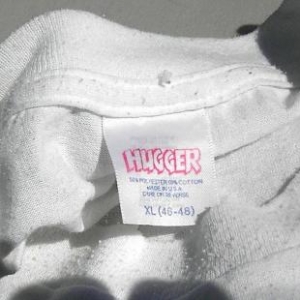 HUGGER
50% POLYESTER 50% COTTON
MADE IN U.S.A.
XL (46-48)